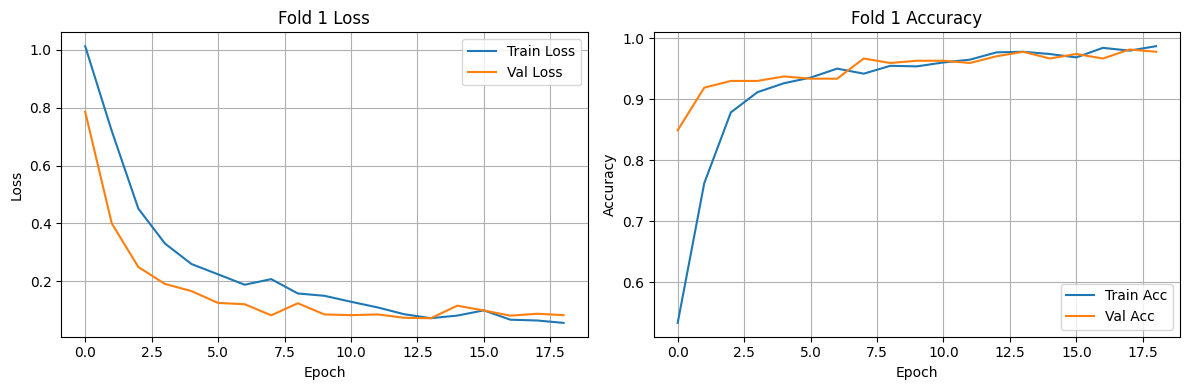 Fold 1 Loss
Loss
1.0
0.8
0.6
0.4
0.2
Train Loss
Val Loss
0.0 2.5 5.0 7.5 10.0 12.5 15.0 17.5
Epoch
Fold 1 Accuracy
Accuracy
1.0
0.9
0.8
0.7
0.6
Train Acc
Val Acc
0.0 2.5 5.0 7.5 10.0 12.5 15.0 17.5
Epoch